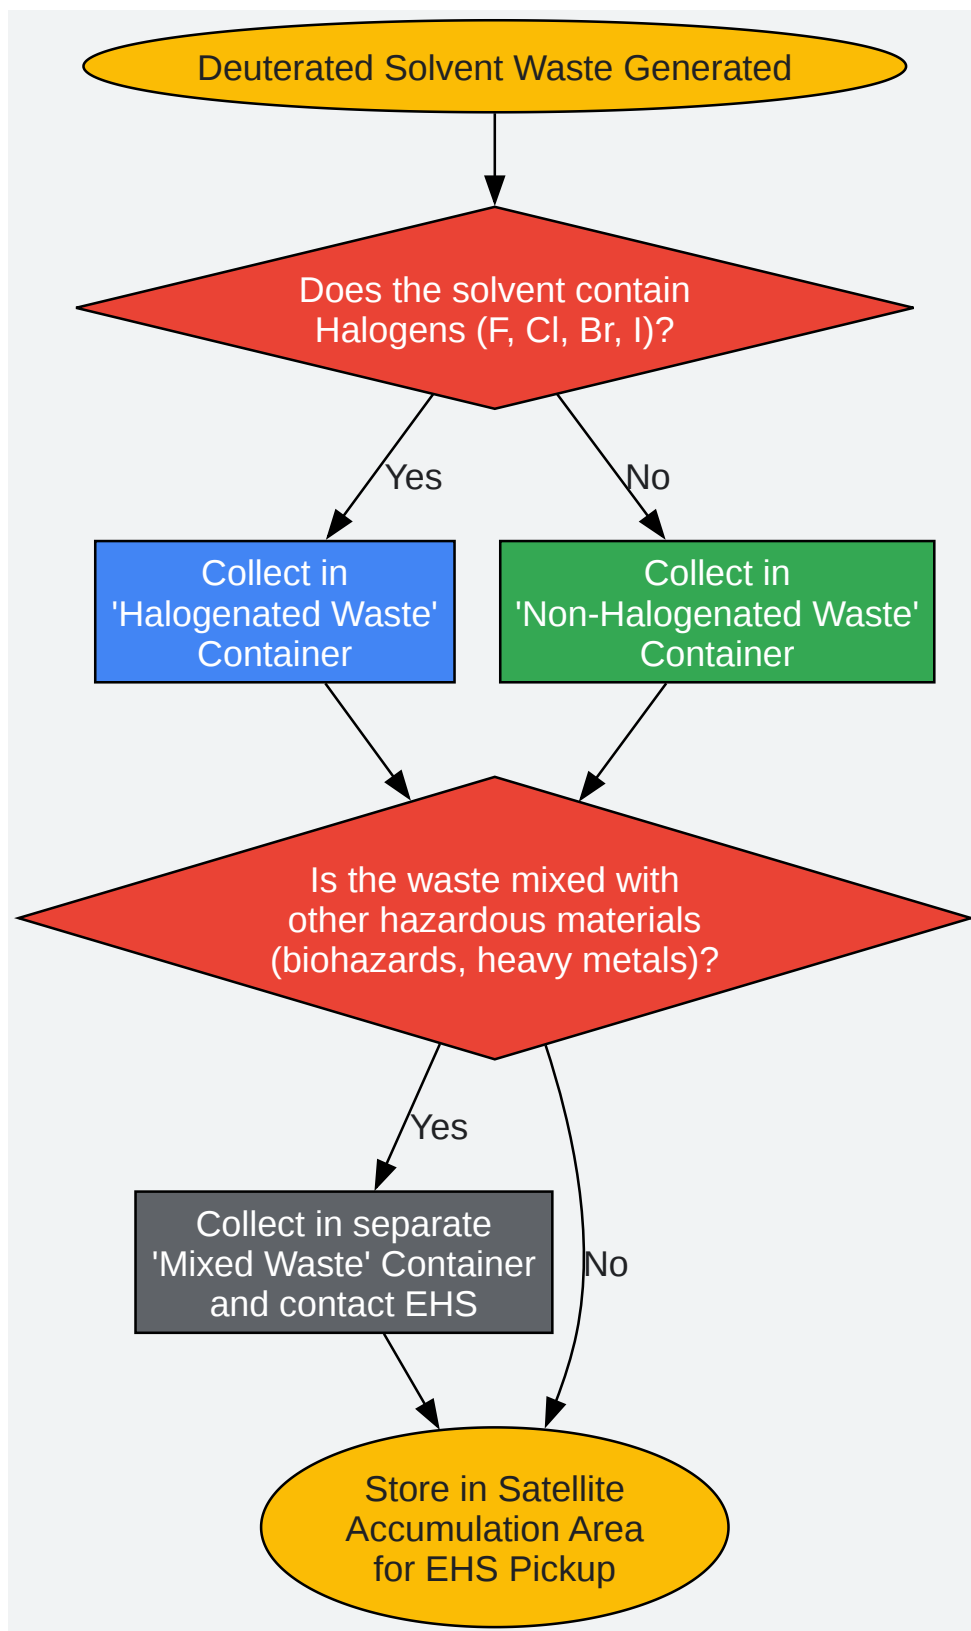 Deuterated Solvent Waste Generated
Does the solvent contain
Halogens (F, Cl, Br, I)?
Yes
No
Collect in
'Halogenated Waste'
Container
Collect in
'Non-Halogenated Waste'
Container
Is the waste mixed with
other hazardous materials
(biohazards, heavy metals)?
Yes
Collect in separate
'Mixed Waste' Container
and contact EHS
No
Store in Satellite
Accumulation Area
for EHS Pickup